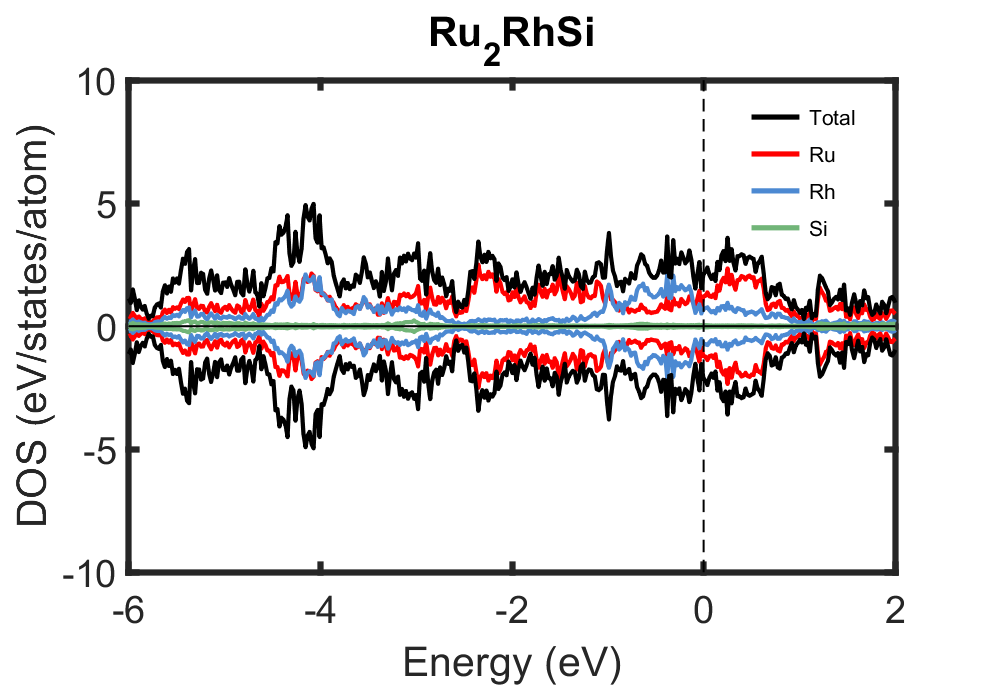 Ru2RhSi
DOS (eV/states/atom)
10
5
0
-5
-10
-6
-4
-2
0
2
Energy (eV)
Total
Ru
Rh
Si